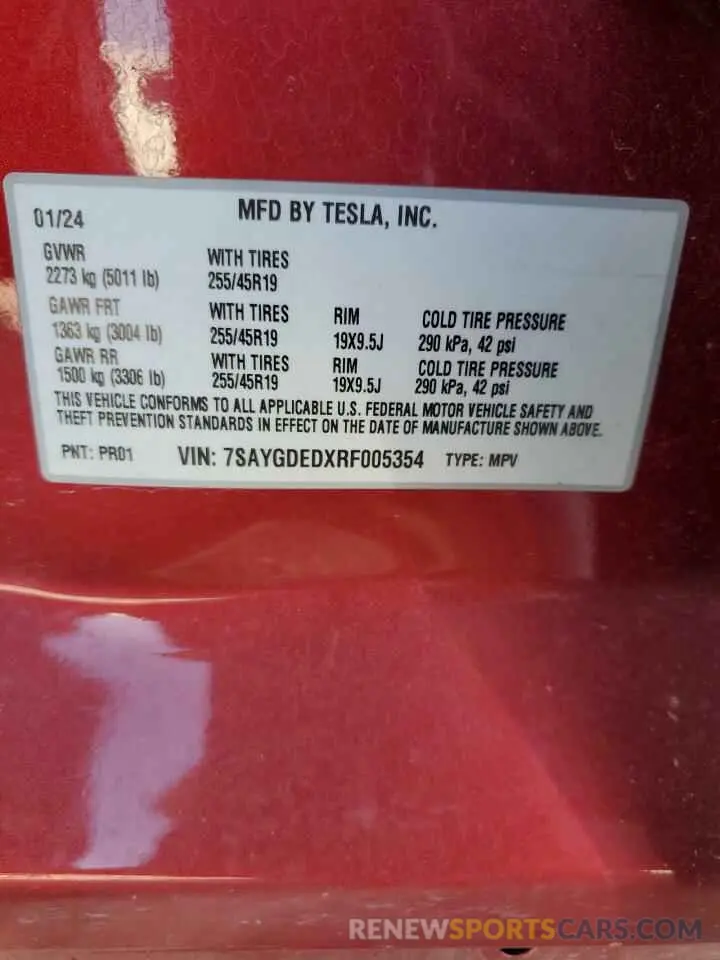 01/24 MFD BY TESLA, INC.
GVWR WITH TIRES
2273 kg (5011 lb) 255/45R19
GAWR FRT WITH TIRES RIM COLD TIRE PRESSURE
1363 kg (3004 lb) 255/45R19 19X9.5J 290 kPa, 42 psi
GAWR RR WITH TIRES RIM COLD TIRE PRESSURE
1500 kg (3306 lb) 255/45R19 19X9.5J 290 kPa, 42 psi
THIS VEHICLE CONFORMS TO ALL APPLICABLE U.S. FEDERAL MOTOR VEHICLE SAFETY AND
THEFT PREVENTION STANDARDS IN EFFECT ON THE DATE OF MANUFACTURE SHOWN ABOVE.
PNT: PR01 VIN: 7SAYGDEDXRF005354 TYPE: MPV
RENEWSPORTSCARS.COM